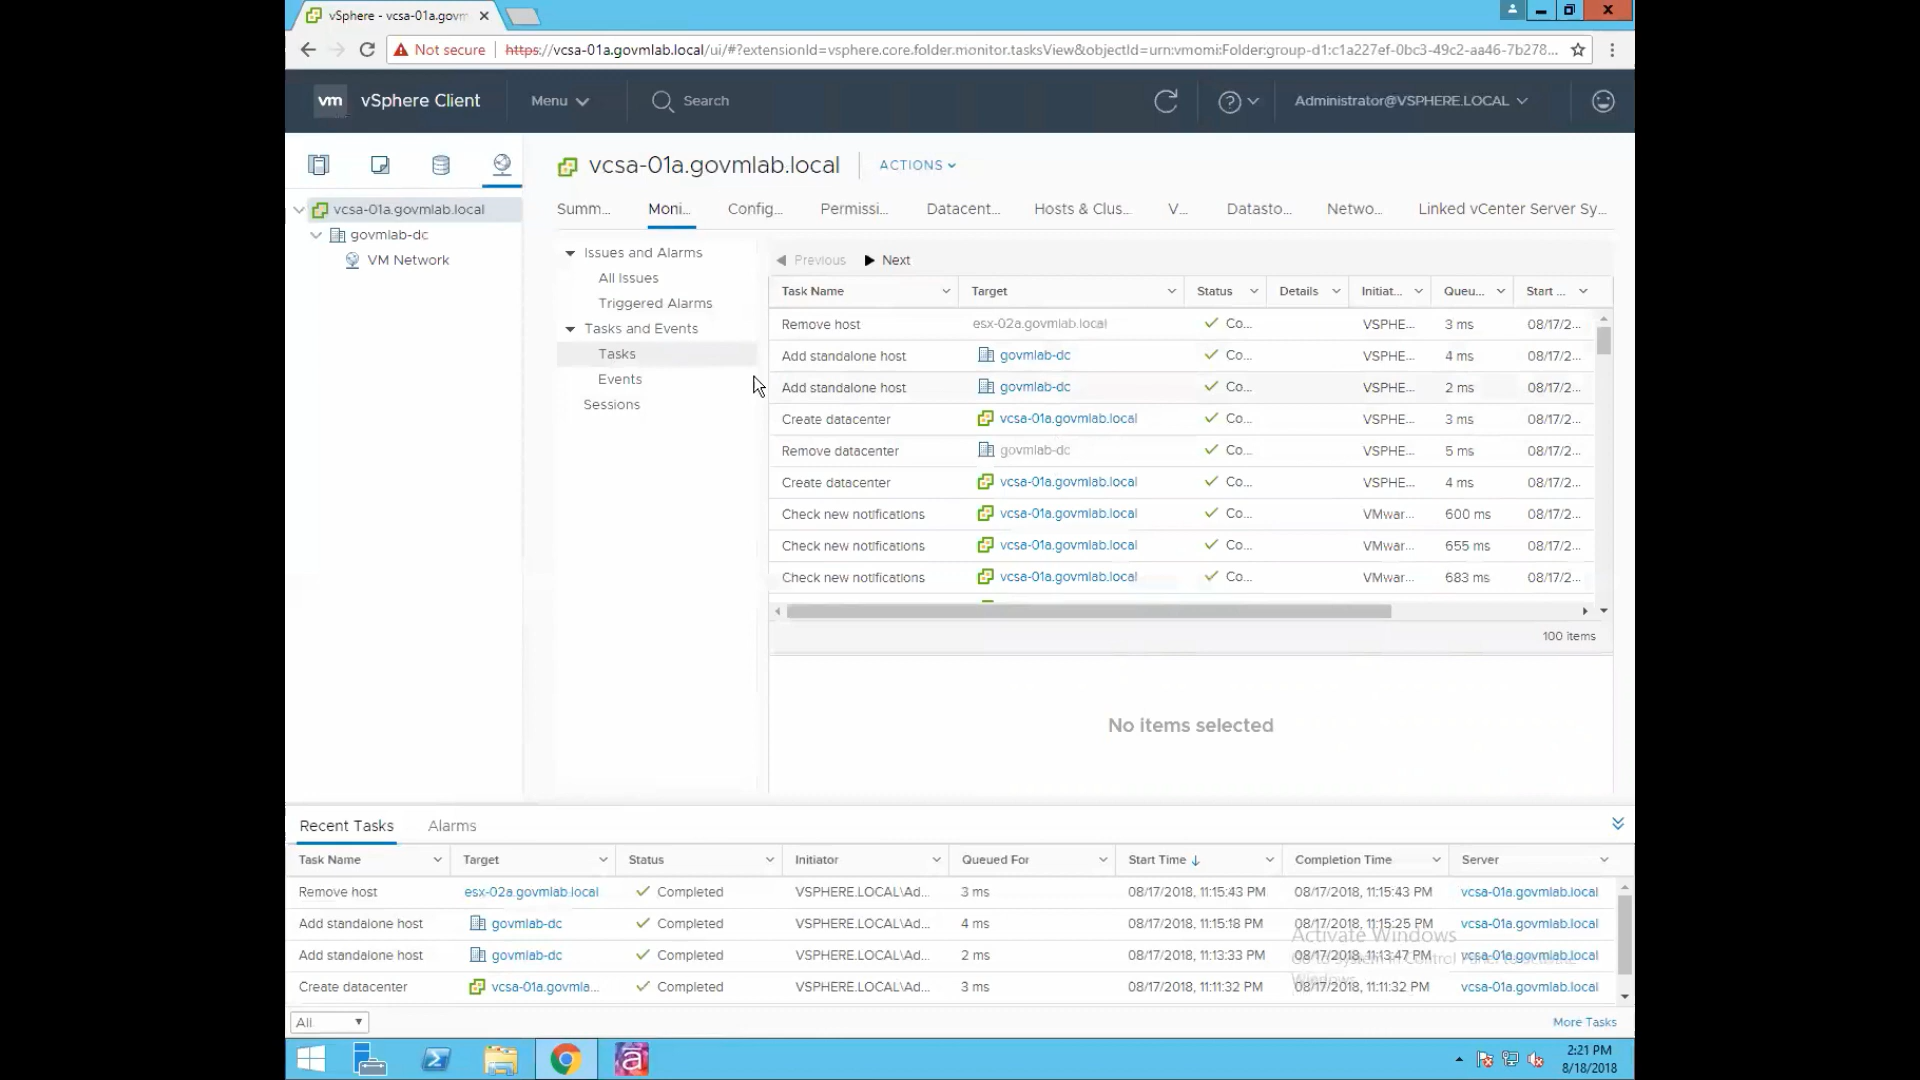 vSphere - vcsa-01a.govm
Not secure https://vcsa-01a.govmlab.local/ui/#?extensionId=vsphere.core.folder.monitor.tasksView&objectId=urn:vmomi:Folder:group-d1:c1a227ef-0bc3-49c2-aa46-7b278...
vm vSphere Client Menu Search Administrator@VSPHERE.LOCAL
vcsa-01a.govmlab.local
govmlab-dc
VM Network
vcsa-01a.govmlab.local ACTIONS
Summ... Moni... Config... Permissi... Datacent... Hosts & Clus... V... Datasto... Netwo... Linked vCenter Server Sy...
Issues and Alarms
All Issues
Triggered Alarms
Tasks and Events
Tasks
Events
Sessions
Previous Next
Task Name Target Status Details Initiat... Queu... Start ...
Remove host esx-02a.govmlab.local Co... VSPHE... 3 ms 08/17/2...
Add standalone host govmlab-dc Co... VSPHE... 4 ms 08/17/2...
Add standalone host govmlab-dc Co... VSPHE... 2 ms 08/17/2...
Create datacenter vcsa-01a.govmlab.local Co... VSPHE... 3 ms 08/17/2...
Remove datacenter govmlab-dc Co... VSPHE... 5 ms 08/17/2...
Create datacenter vcsa-01a.govmlab.local Co... VSPHE... 4 ms 08/17/2...
Check new notifications vcsa-01a.govmlab.local Co... VMwar... 600 ms 08/17/2...
Check new notifications vcsa-01a.govmlab.local Co... VMwar... 655 ms 08/17/2...
Check new notifications vcsa-01a.govmlab.local Co... VMwar... 683 ms 08/17/2...
100 items
No items selected
Recent Tasks Alarms
Task Name Target Status Initiator Queued For Start Time Completion Time Server
Remove host esx-02a.govmlab.local Completed VSPHERE.LOCAL\Ad... 3 ms 08/17/2018, 11:15:43 PM 08/17/2018, 11:15:43 PM vcsa-01a.govmlab.local
Add standalone host govmlab-dc Completed VSPHERE.LOCAL\Ad... 4 ms 08/17/2018, 11:15:18 PM 08/17/2018, 11:15:25 PM vcsa-01a.govmlab.local
Activate Windows
Add standalone host govmlab-dc Completed VSPHERE.LOCAL\Ad... 2 ms 08/17/2018, 11:13:33 PM 08/17/2018, 11:13:47 PM vcsa-01a.govmlab.local
Go to System in Control Panel to activate
Windows.
Create datacenter vcsa-01a.govmla... Completed VSPHERE.LOCAL\Ad... 3 ms 08/17/2018, 11:11:32 PM 08/17/2018, 11:11:32 PM vcsa-01a.govmlab.local
All More Tasks
2:21 PM
8/18/2018